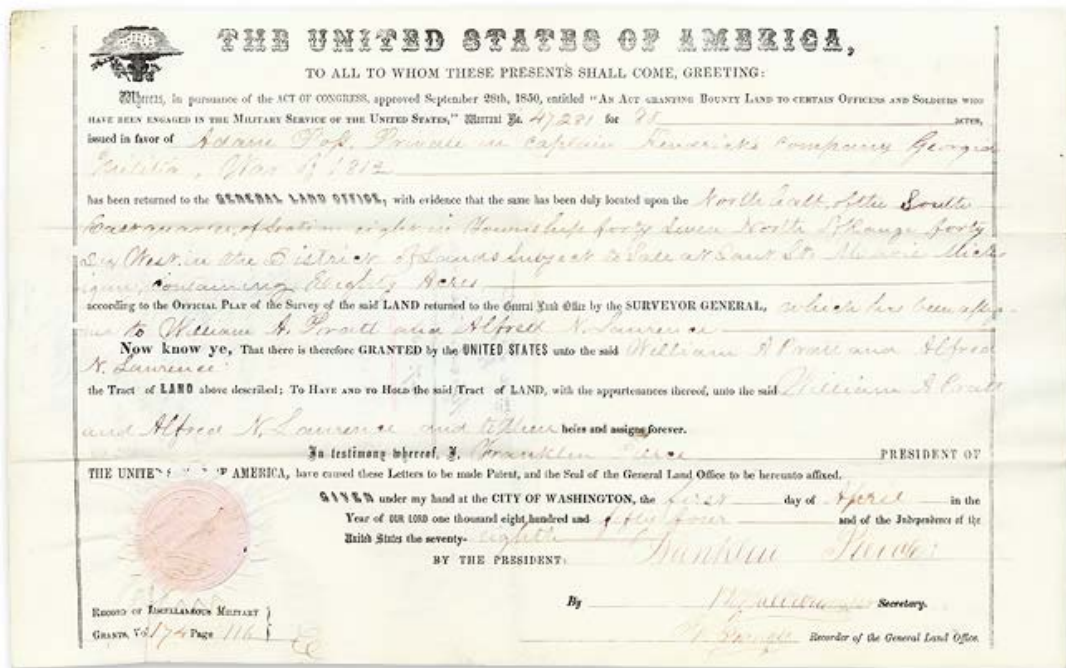 THE UNITED STATES OF AMERICA,
TO ALL TO WHOM THESE PRESENTS SHALL COME, GREETING:
Whereas, in pursuance of the ACT OF CONGRESS, approved September 28th, 1850, entitled "AN ACT GRANTING BOUNTY LAND TO CERTAIN OFFICERS AND SOLDIERS WHO
HAVE BEEN ENGAGED IN THE MILITARY SERVICE OF THE UNITED STATES," Warrant No. 47281 for 80 acres,
issued in favor of Adam Private in Captain Company Georgia
Militia, War of 1812
has been returned to the GENERAL LAND OFFICE, with evidence that the same has been duly located upon the North half of the South
East quarter, of Section eight, in Township forty seven North of Range forty
six West, in the District of Lands subject to Sale at Sault Ste Marie Mich-
igan, containing Eighty Acres
according to the OFFICIAL PLAT of the Survey of the said LAND returned to the General Land Office by the SURVEYOR GENERAL, which has been assig-
ned to William A. Pratt and Alfred N. Lawrence
Now know ye, That there is therefore GRANTED by the UNITED STATES unto the said William A Pratt and Alfred
N. Lawrence
the Tract of LAND above described; TO HAVE AND TO HOLD the said Tract of LAND, with the appurtenances thereof, unto the said William A Pratt
and Alfred N. Lawrence and to their heirs and assigns forever.
In testimony whereof, I, Franklin Pierce PRESIDENT OF
THE UNITED OF AMERICA, have caused these Letters to be made Patent, and the Seal of the General Land Office to be hereunto affixed.
GIVEN under my hand at the CITY OF WASHINGTON, the first day of April in the
Year of OUR LORD one thousand eight hundred and fifty four and of the Independence of the
United States the seventy-eighth
BY THE PRESIDENT: Franklin Pierce
By Secretary.
RECORD OF MISCELLANEOUS MILITARY
GRANTS, Vol 174 Page 116
Recorder of the General Land Office.